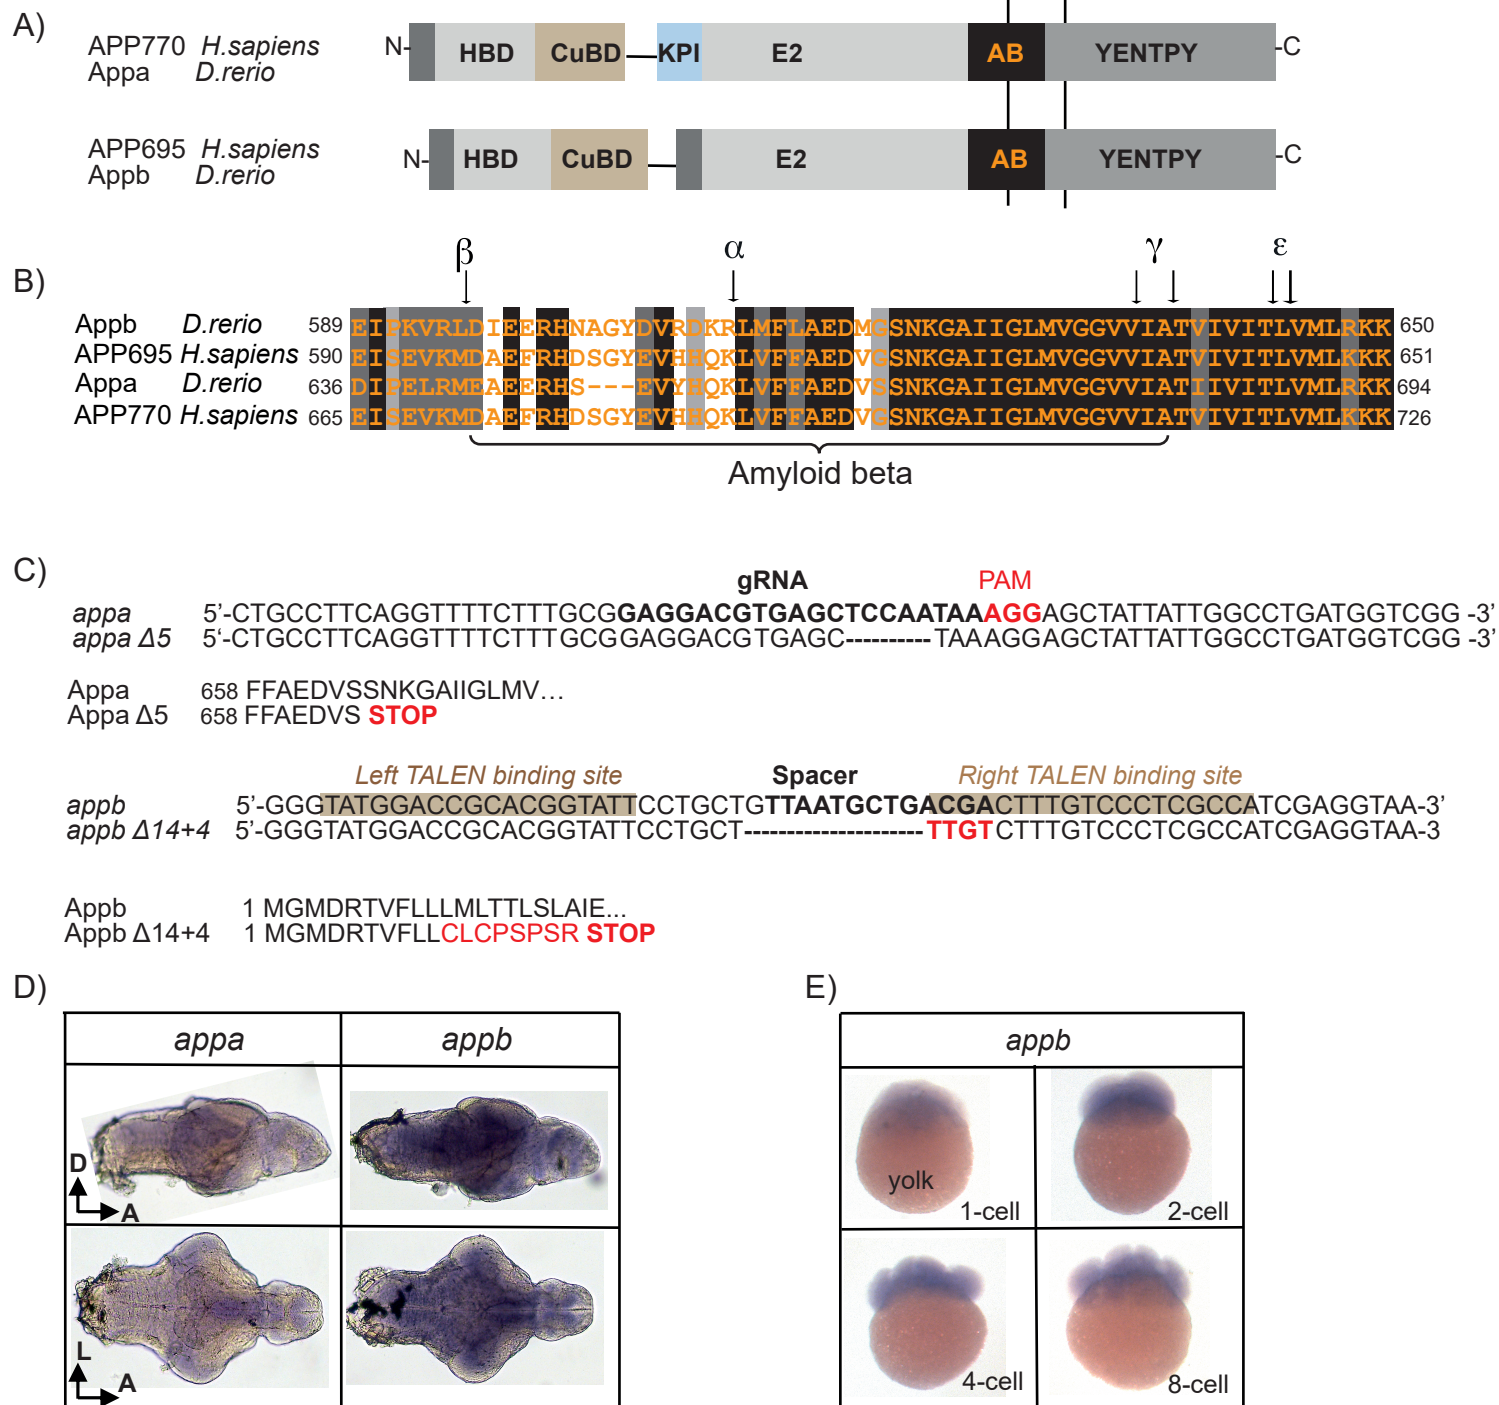 A)
APP770 H.sapiens
Appa D.rerio
N- HBD CuBD KPI E2 AB YENTPY -C
APP695 H.sapiens
Appb D.rerio
N- HBD CuBD E2 AB YENTPY -C
β α γ ε
B)
Appb D.rerio 589 EIPKVRLDIEERHNAGYDVRDKRLMFLAEDMGSNKGAIIGLMVGGVVIATVIVITLVMLRKK 650
APP695 H.sapiens 590 EISEVKMDAEFRHDSGYEVHHQKLVFFAEDVGSNKGAIIGLMVGGVVIATVIVITLVMLKKK 651
Appa D.rerio 636 DIPELRMEAEERHS---EVYHQKLVFFAEDVSSNKGAIIGLMVGGVVIATIIVITLVMLRKK 694
APP770 H.sapiens 665 EISEVKMDAEFRHDSGYEVHHQKLVFFAEDVGSNKGAIIGLMVGGVVIATVIVITLVMLKKK 726
Amyloid beta
C)
gRNA PAM
appa 5’-CTGCCTTCAGGTTTTCTTTGCGGAGGACGTGAGCTCCAATAAAGGAGCTATTATTGGCCTGATGGTCGG -3’
appa Δ5 5‘-CTGCCTTCAGGTTTTCTTTGCGGAGGACGTGAGC----------TAAAGGAGCTATTATTGGCCTGATGGTCGG -3’
Appa 658 FFAEDVSSNKGAIIGLMV…
Appa Δ5 658 FFAEDVS STOP
Left TALEN binding site Spacer Right TALEN binding site
appb 5’-GGGTATGGACCGCACGGTATTCCTGCTGTTAATGCTGACGACTTTGTCCCTCGCCATCGAGGTAA-3’
appb Δ14+4 5’-GGGTATGGACCGCACGGTATTCCTGCT---------------------TTGTCTTTGTCCCTCGCCATCGAGGTAA-3
Appb 1 MGMDRTVFLLLMLTTLSLAIE...
Appb Δ14+4 1 MGMDRTVFLLCLCPSPSR STOP
D)
appa appb
D
A
L
A
E)
appb
yolk
1-cell 2-cell
4-cell 8-cell